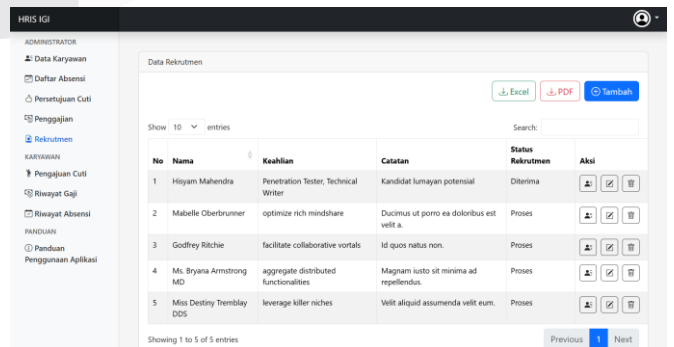 HRIS IGI
ADMINISTRATOR
Data Karyawan
Daftar Absensi
Persetujuan Cuti
Penggajian
Rekrutmen
KARYAWAN
Pengajuan Cuti
Riwayat Gaji
Riwayat Absensi
PANDUAN
Panduan
Penggunaan Aplikasi
Data Rekrutmen
Excel PDF Tambah
Show 10 entries Search:
No Nama Keahlian Catatan Status Rekrutmen Aksi
1 Hisyam Mahendra Penetration Tester, Technical Writer Kandidat lumayan potensial Diterima
2 Mabelle Oberbrunner optimize rich mindshare Ducimus ut porro ea doloribus est velit a. Proses
3 Godfrey Ritchie facilitate collaborative vortals Id quos natus non. Proses
4 Ms. Bryana Armstrong MD aggregate distributed functionalities Magnam iusto sit minima ad repellendus. Proses
5 Miss Destiny Tremblay DDS leverage killer niches Velit aliquid assumenda velit eum. Proses
Showing 1 to 5 of 5 entries Previous 1 Next